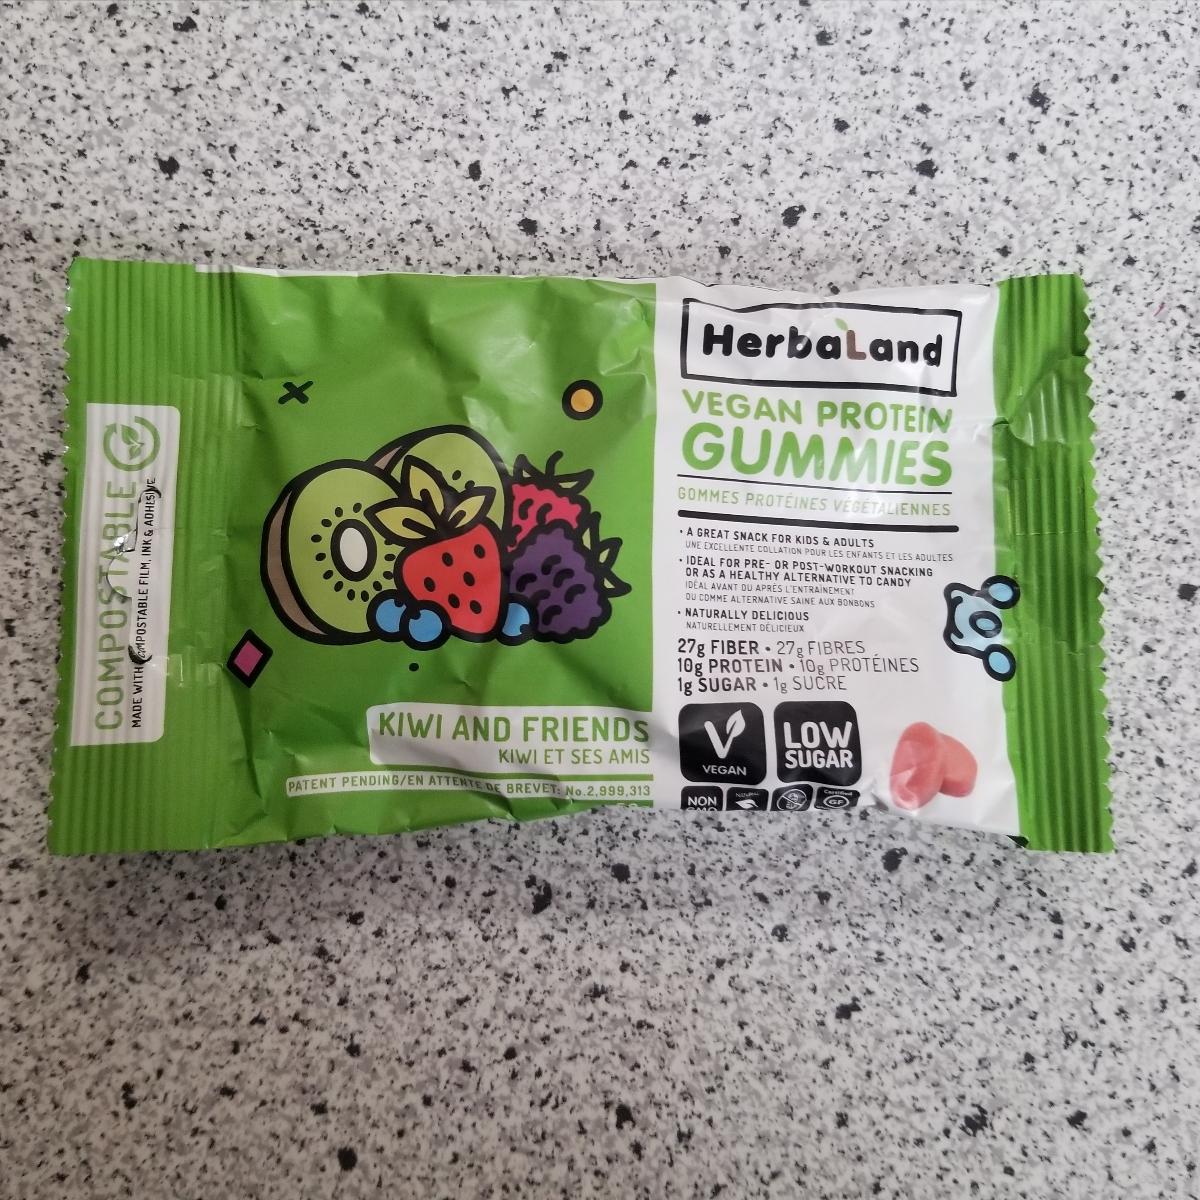 COMPOSTABLE
MADE WITH COMPOSTABLE FILM, INK & ADHESIVE
KIWI AND FRIENDS
KIWI ET SES AMIS
PATENT PENDING/EN ATTENTE DE BREVET: No.2,999,313
HerbaLand
VEGAN PROTEIN
GUMMIES
GOMMES PROTÉINES VÉGÉTALIENNES
• A GREAT SNACK FOR KIDS & ADULTS
UNE EXCELLENTE COLLATION POUR LES ENFANTS ET LES ADULTES
• IDEAL FOR PRE- OR POST-WORKOUT SNACKING
OR AS A HEALTHY ALTERNATIVE TO CANDY
IDÉAL AVANT OU APRÈS L'ENTRAÎNEMENT
OU COMME ALTERNATIVE SAINE AUX BONBONS
• NATURALLY DELICIOUS
NATURELLEMENT DÉLICIEUX
27g FIBER • 27g FIBRES
10g PROTEIN • 10g PROTÉINES
1g SUGAR • 1g SUCRE
V
VEGAN
LOW
SUGAR
NON
GMO
NATURAL
Certified
GF